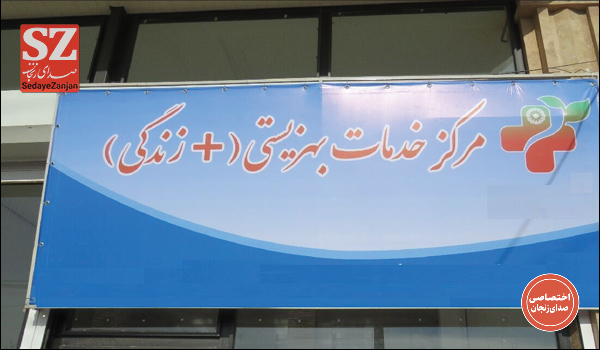 SZ
صدای زنجان
SedayeZanjan
مرکز خدمات بهزیستی (+ زندگی)
اختصاصی
صدای‌زنجان